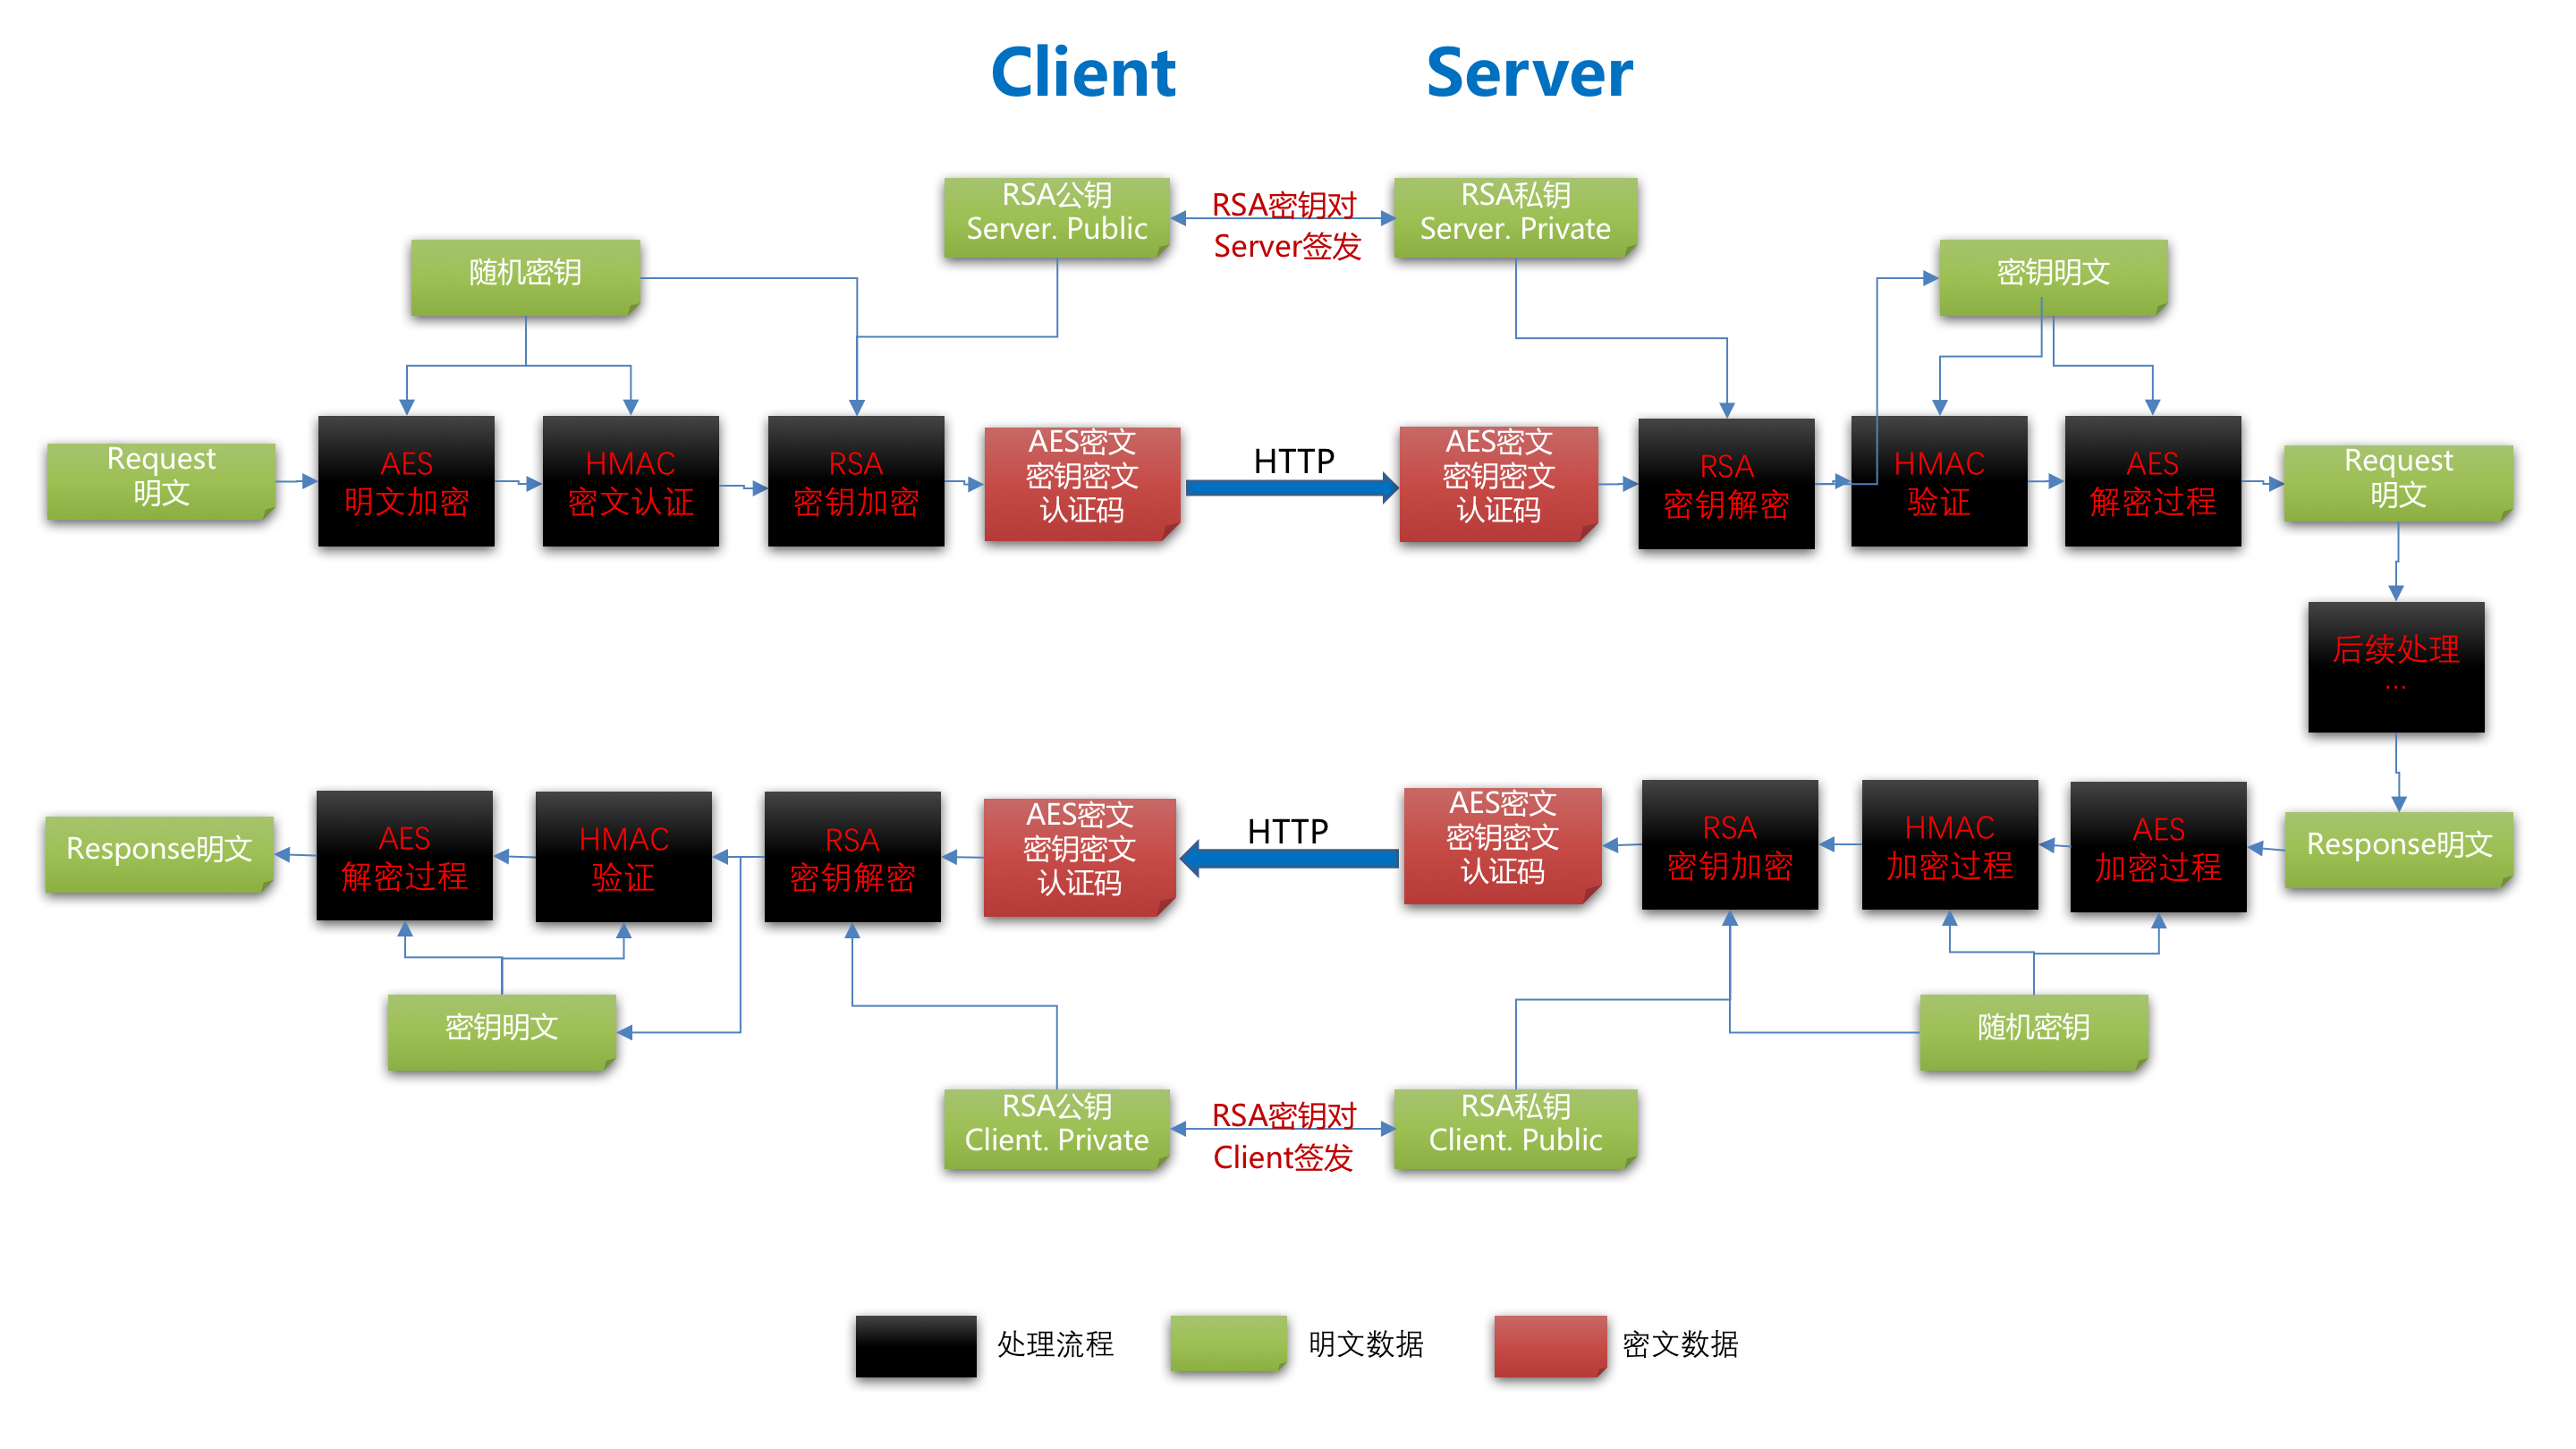 Client
Server
RSA公钥
Server. Public
RSA密钥对
Server签发
RSA私钥
Server. Private
随机密钥
密钥明文
Request
明文
AES
明文加密
HMAC
密文认证
RSA
密钥加密
AES密文
密钥密文
认证码
HTTP
AES密文
密钥密文
认证码
RSA
密钥解密
HMAC
验证
AES
解密过程
Request
明文
后续处理
...
Response明文
AES
解密过程
HMAC
验证
RSA
密钥解密
AES密文
密钥密文
认证码
HTTP
AES密文
密钥密文
认证码
RSA
密钥加密
HMAC
加密过程
AES
加密过程
Response明文
密钥明文
随机密钥
RSA公钥
Client. Private
RSA密钥对
Client签发
RSA私钥
Client. Public
处理流程
明文数据
密文数据